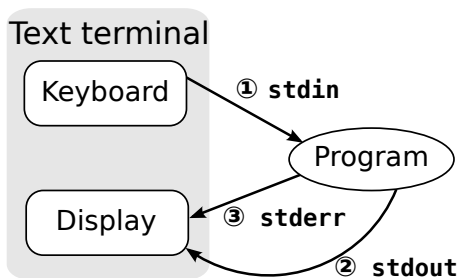 Text terminal
Keyboard
① stdin
Program
Display
③ stderr
② stdout